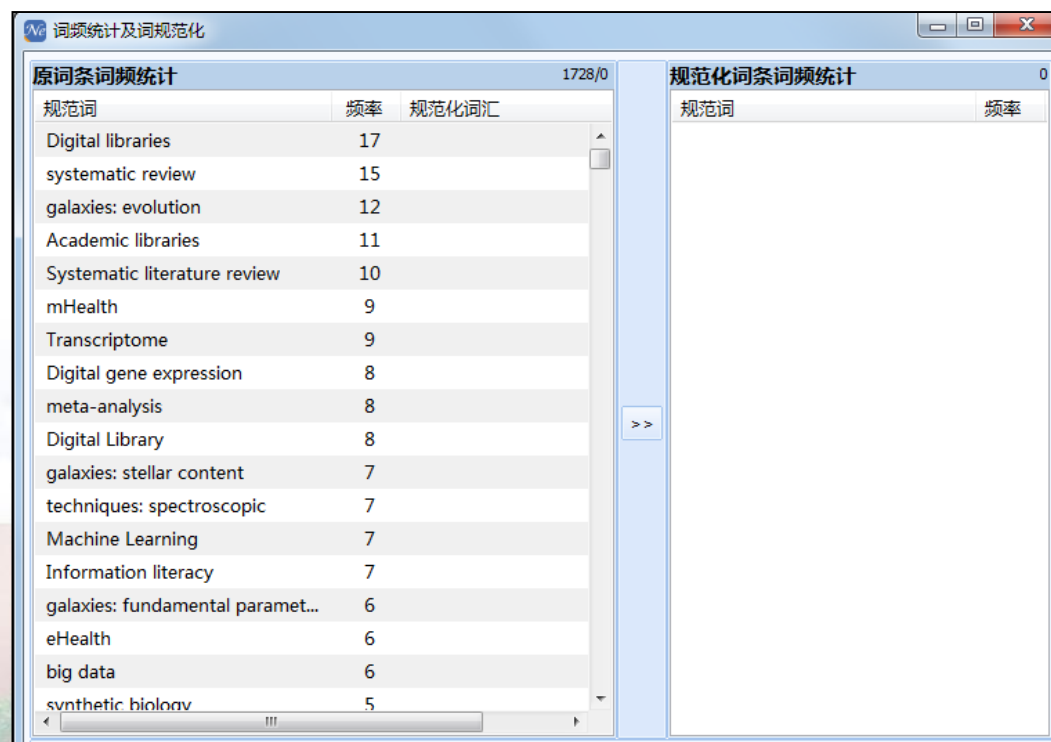 Ne 词频统计及词规范化
原词条词频统计 1728/0
规范词 频率 规范化词汇
Digital libraries 17
systematic review 15
galaxies: evolution 12
Academic libraries 11
Systematic literature review 10
mHealth 9
Transcriptome 9
Digital gene expression 8
meta-analysis 8
Digital Library 8
galaxies: stellar content 7
techniques: spectroscopic 7
Machine Learning 7
Information literacy 7
galaxies: fundamental paramet... 6
eHealth 6
big data 6
synthetic biology 5
>>
规范化词条词频统计 0
规范词 频率